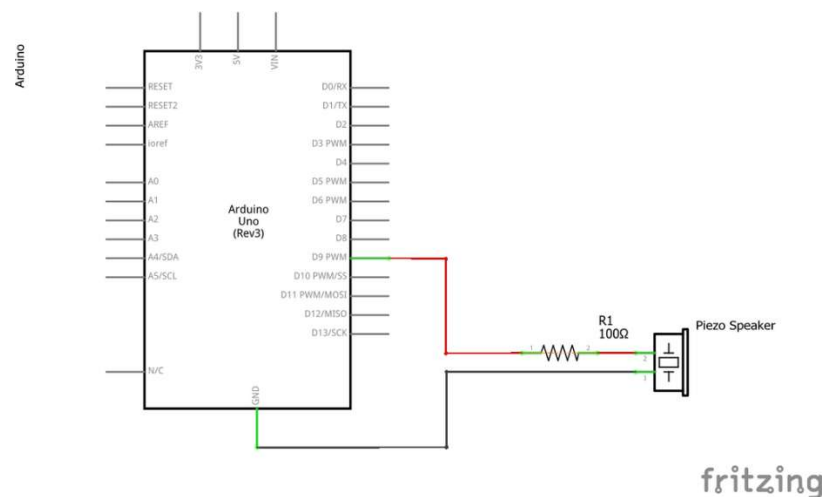 Arduino
3V3
5V
VIN
RESET
RESET2
AREF
ioref
A0
A1
A2
A3
A4/SDA
A5/SCL
N/C
Arduino
Uno
(Rev3)
D0/RX
D1/TX
D2
D3 PWM
D4
D5 PWM
D6 PWM
D7
D8
D9 PWM
D10 PWM/SS
D11 PWM/MOSI
D12/MISO
D13/SCK
GND
R1
100Ω
1
2
Piezo Speaker
fritzing